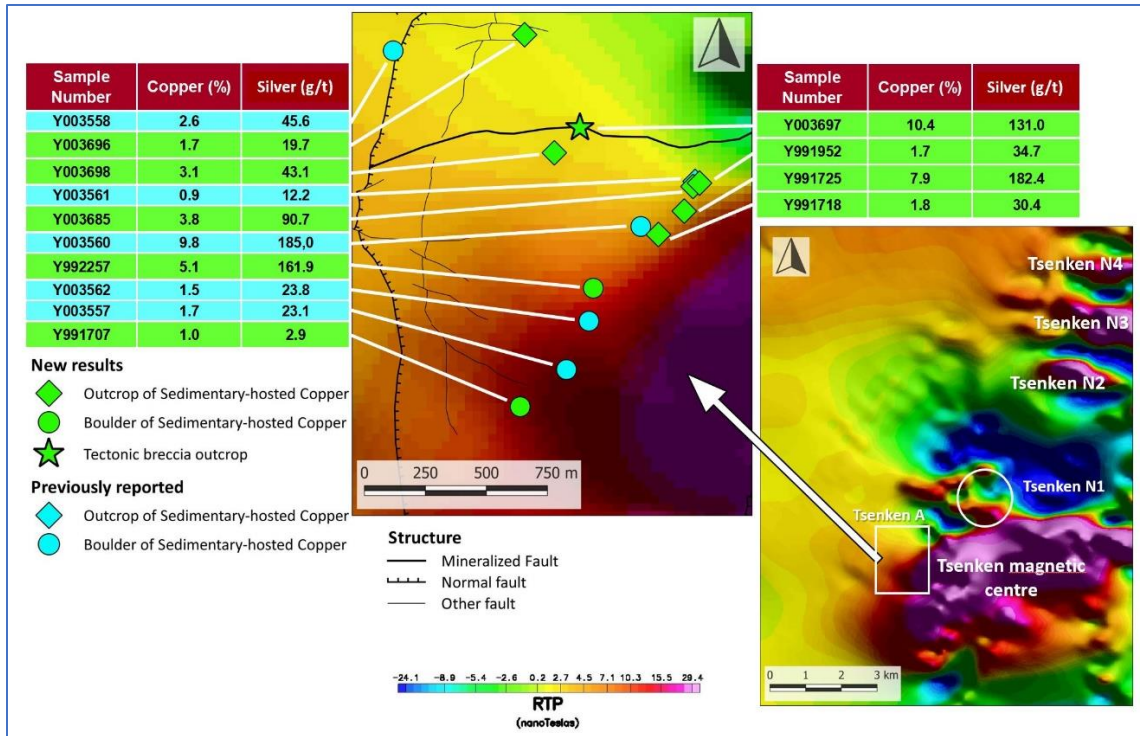 Sample Number Copper (%) Silver (g/t)
Y003558 2.6 45.6
Y003696 1.7 19.7
Y003698 3.1 43.1
Y003561 0.9 12.2
Y003685 3.8 90.7
Y003560 9.8 185,0
Y992257 5.1 161.9
Y003562 1.5 23.8
Y003557 1.7 23.1
Y991707 1.0 2.9
New results
Outcrop of Sedimentary-hosted Copper
Boulder of Sedimentary-hosted Copper
Tectonic breccia outcrop
Previously reported
Outcrop of Sedimentary-hosted Copper
Boulder of Sedimentary-hosted Copper
0 250 500 750 m
Structure
Mineralized Fault
Normal fault
Other fault
-24.1 -8.9 -5.4 -2.6 0.2 2.7 4.5 7.1 10.3 15.5 29.4
RTP
(nanoTeslas)
Sample Number Copper (%) Silver (g/t)
Y003697 10.4 131.0
Y991952 1.7 34.7
Y991725 7.9 182.4
Y991718 1.8 30.4
Tsenken N4
Tsenken N3
Tsenken N2
Tsenken N1
Tsenken A
Tsenken magnetic
centre
0 1 2 3 km